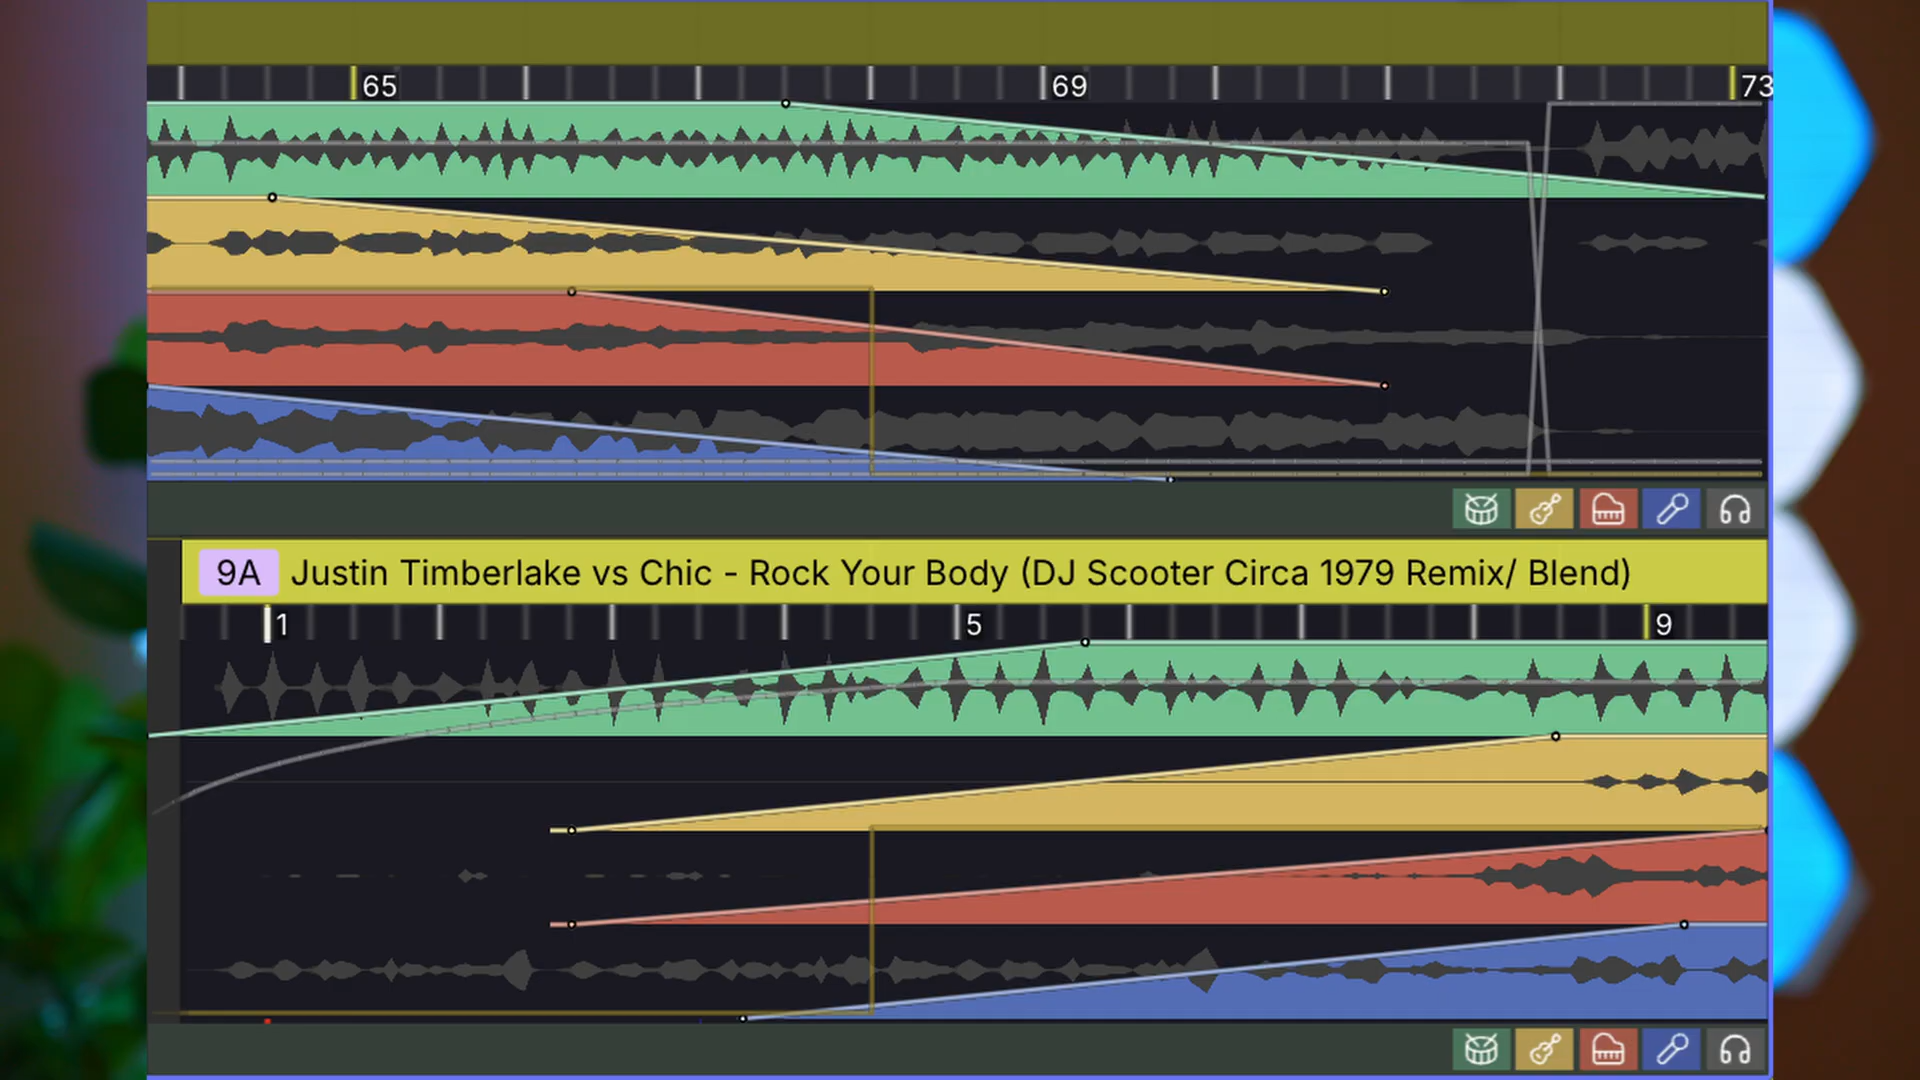 65 69 73
9A Justin Timberlake vs Chic - Rock Your Body (DJ Scooter Circa 1979 Remix/ Blend)
1 5 9